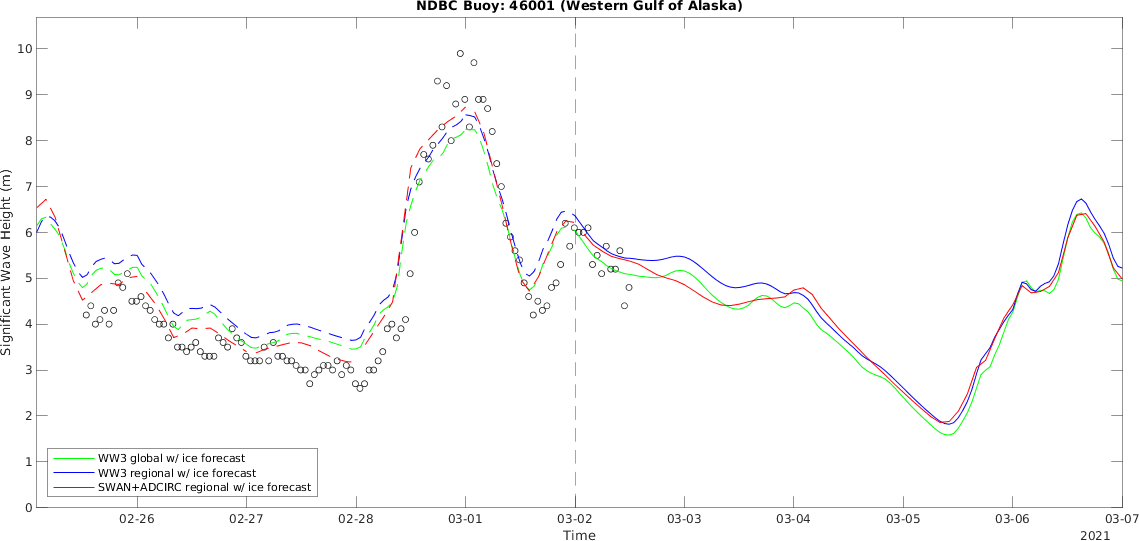 NDBC Buoy: 46001 (Western Gulf of Alaska)
Significant Wave Height (m)
10
9
8
7
6
5
4
3
2
1
0
WW3 global w/ ice forecast
WW3 regional w/ ice forecast
SWAN+ADCIRC regional w/ ice forecast
02-26 02-27 02-28 03-01 03-02 03-03 03-04 03-05 03-06 03-07
Time
2021